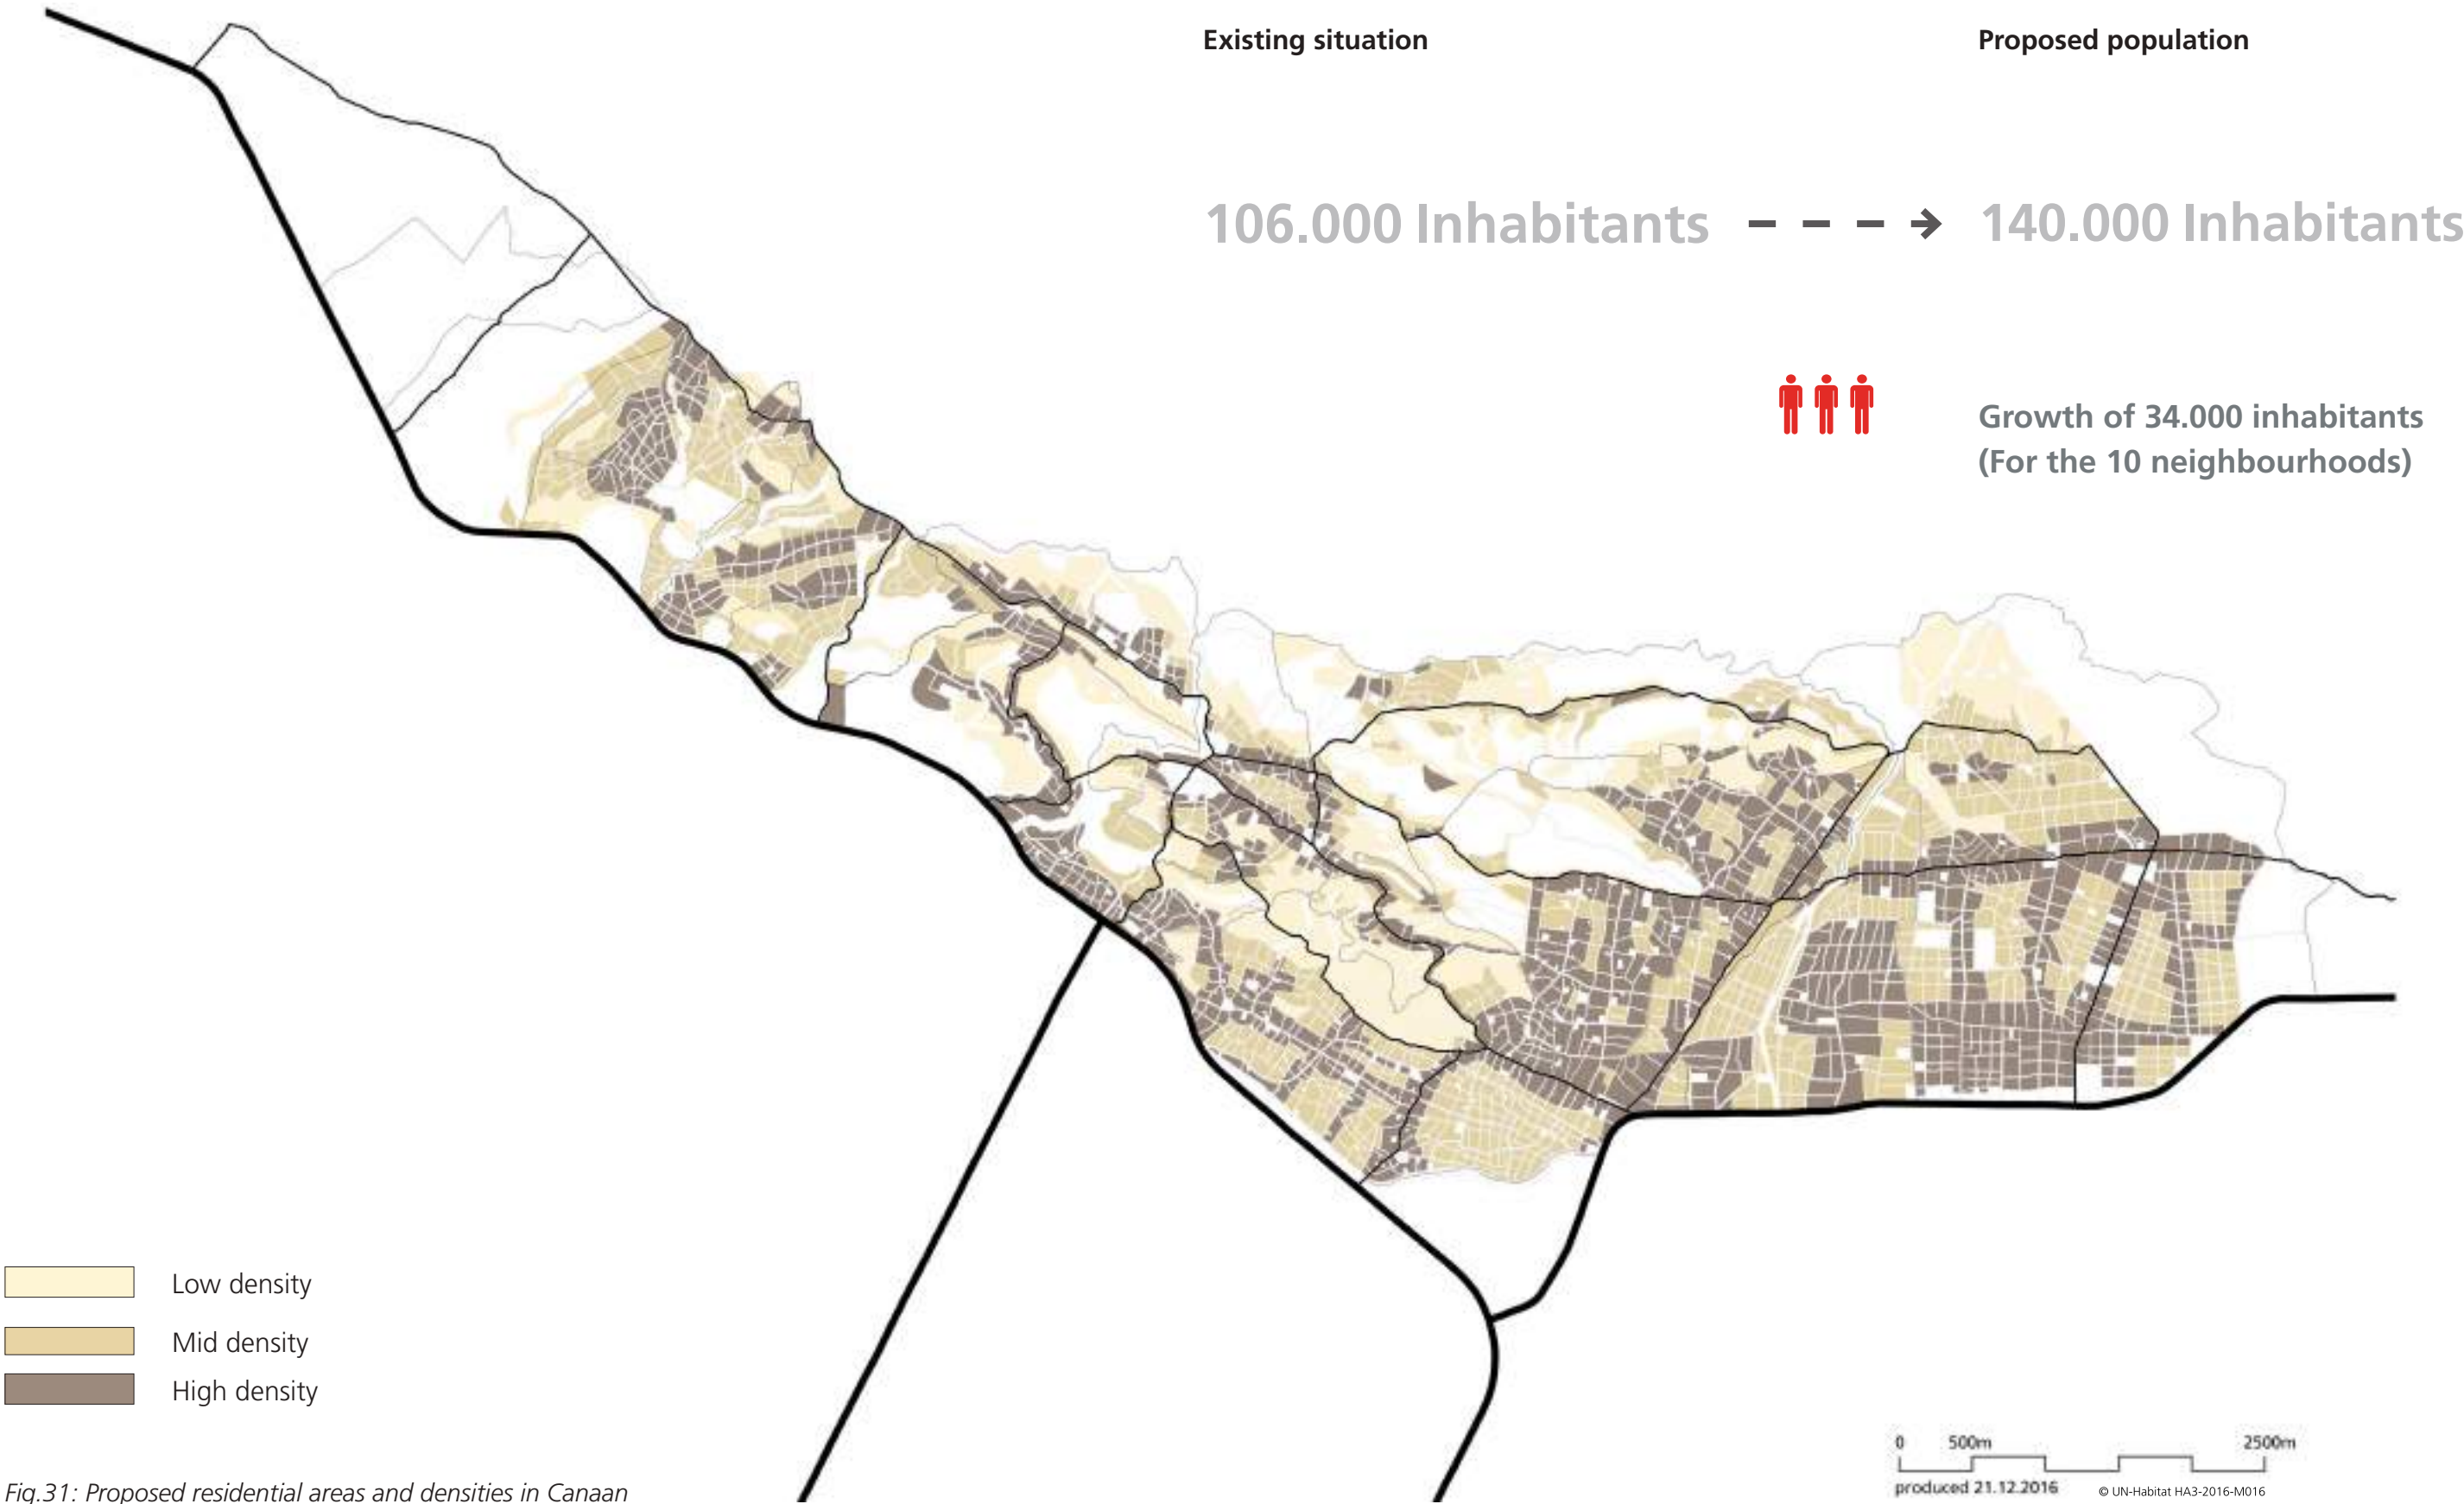 Existing situation
Proposed population
106.000 Inhabitants
140.000 Inhabitants
Growth of 34.000 inhabitants
(For the 10 neighbourhoods)
Low density
Mid density
High density
0 500m 2500m
produced 21.12.2016
© UN-Habitat HA3-2016-M016
Fig.31: Proposed residential areas and densities in Canaan